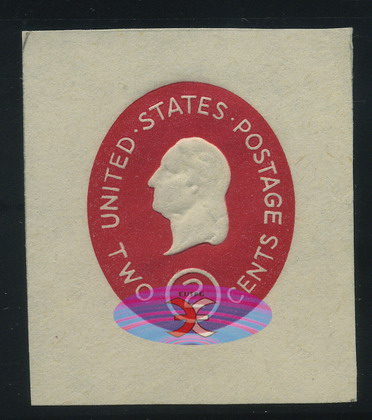 UNITED · STATES · POSTAGE
TWO CENTS
2